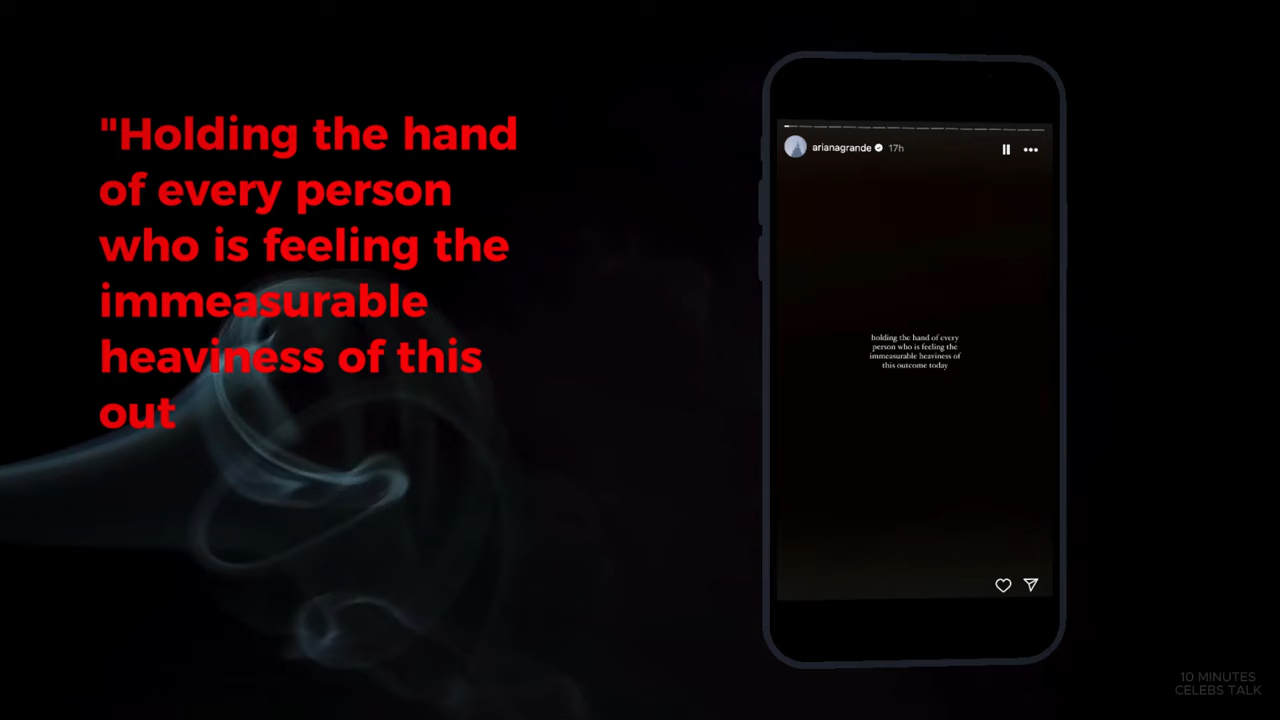 "Holding the hand
of every person
who is feeling the
immeasurable
heaviness of this
out
arianagrande 17h
holding the hand of every
person who is feeling the
immeasurable heaviness of
this outcome today
10 MINUTES
CELEBS TALK